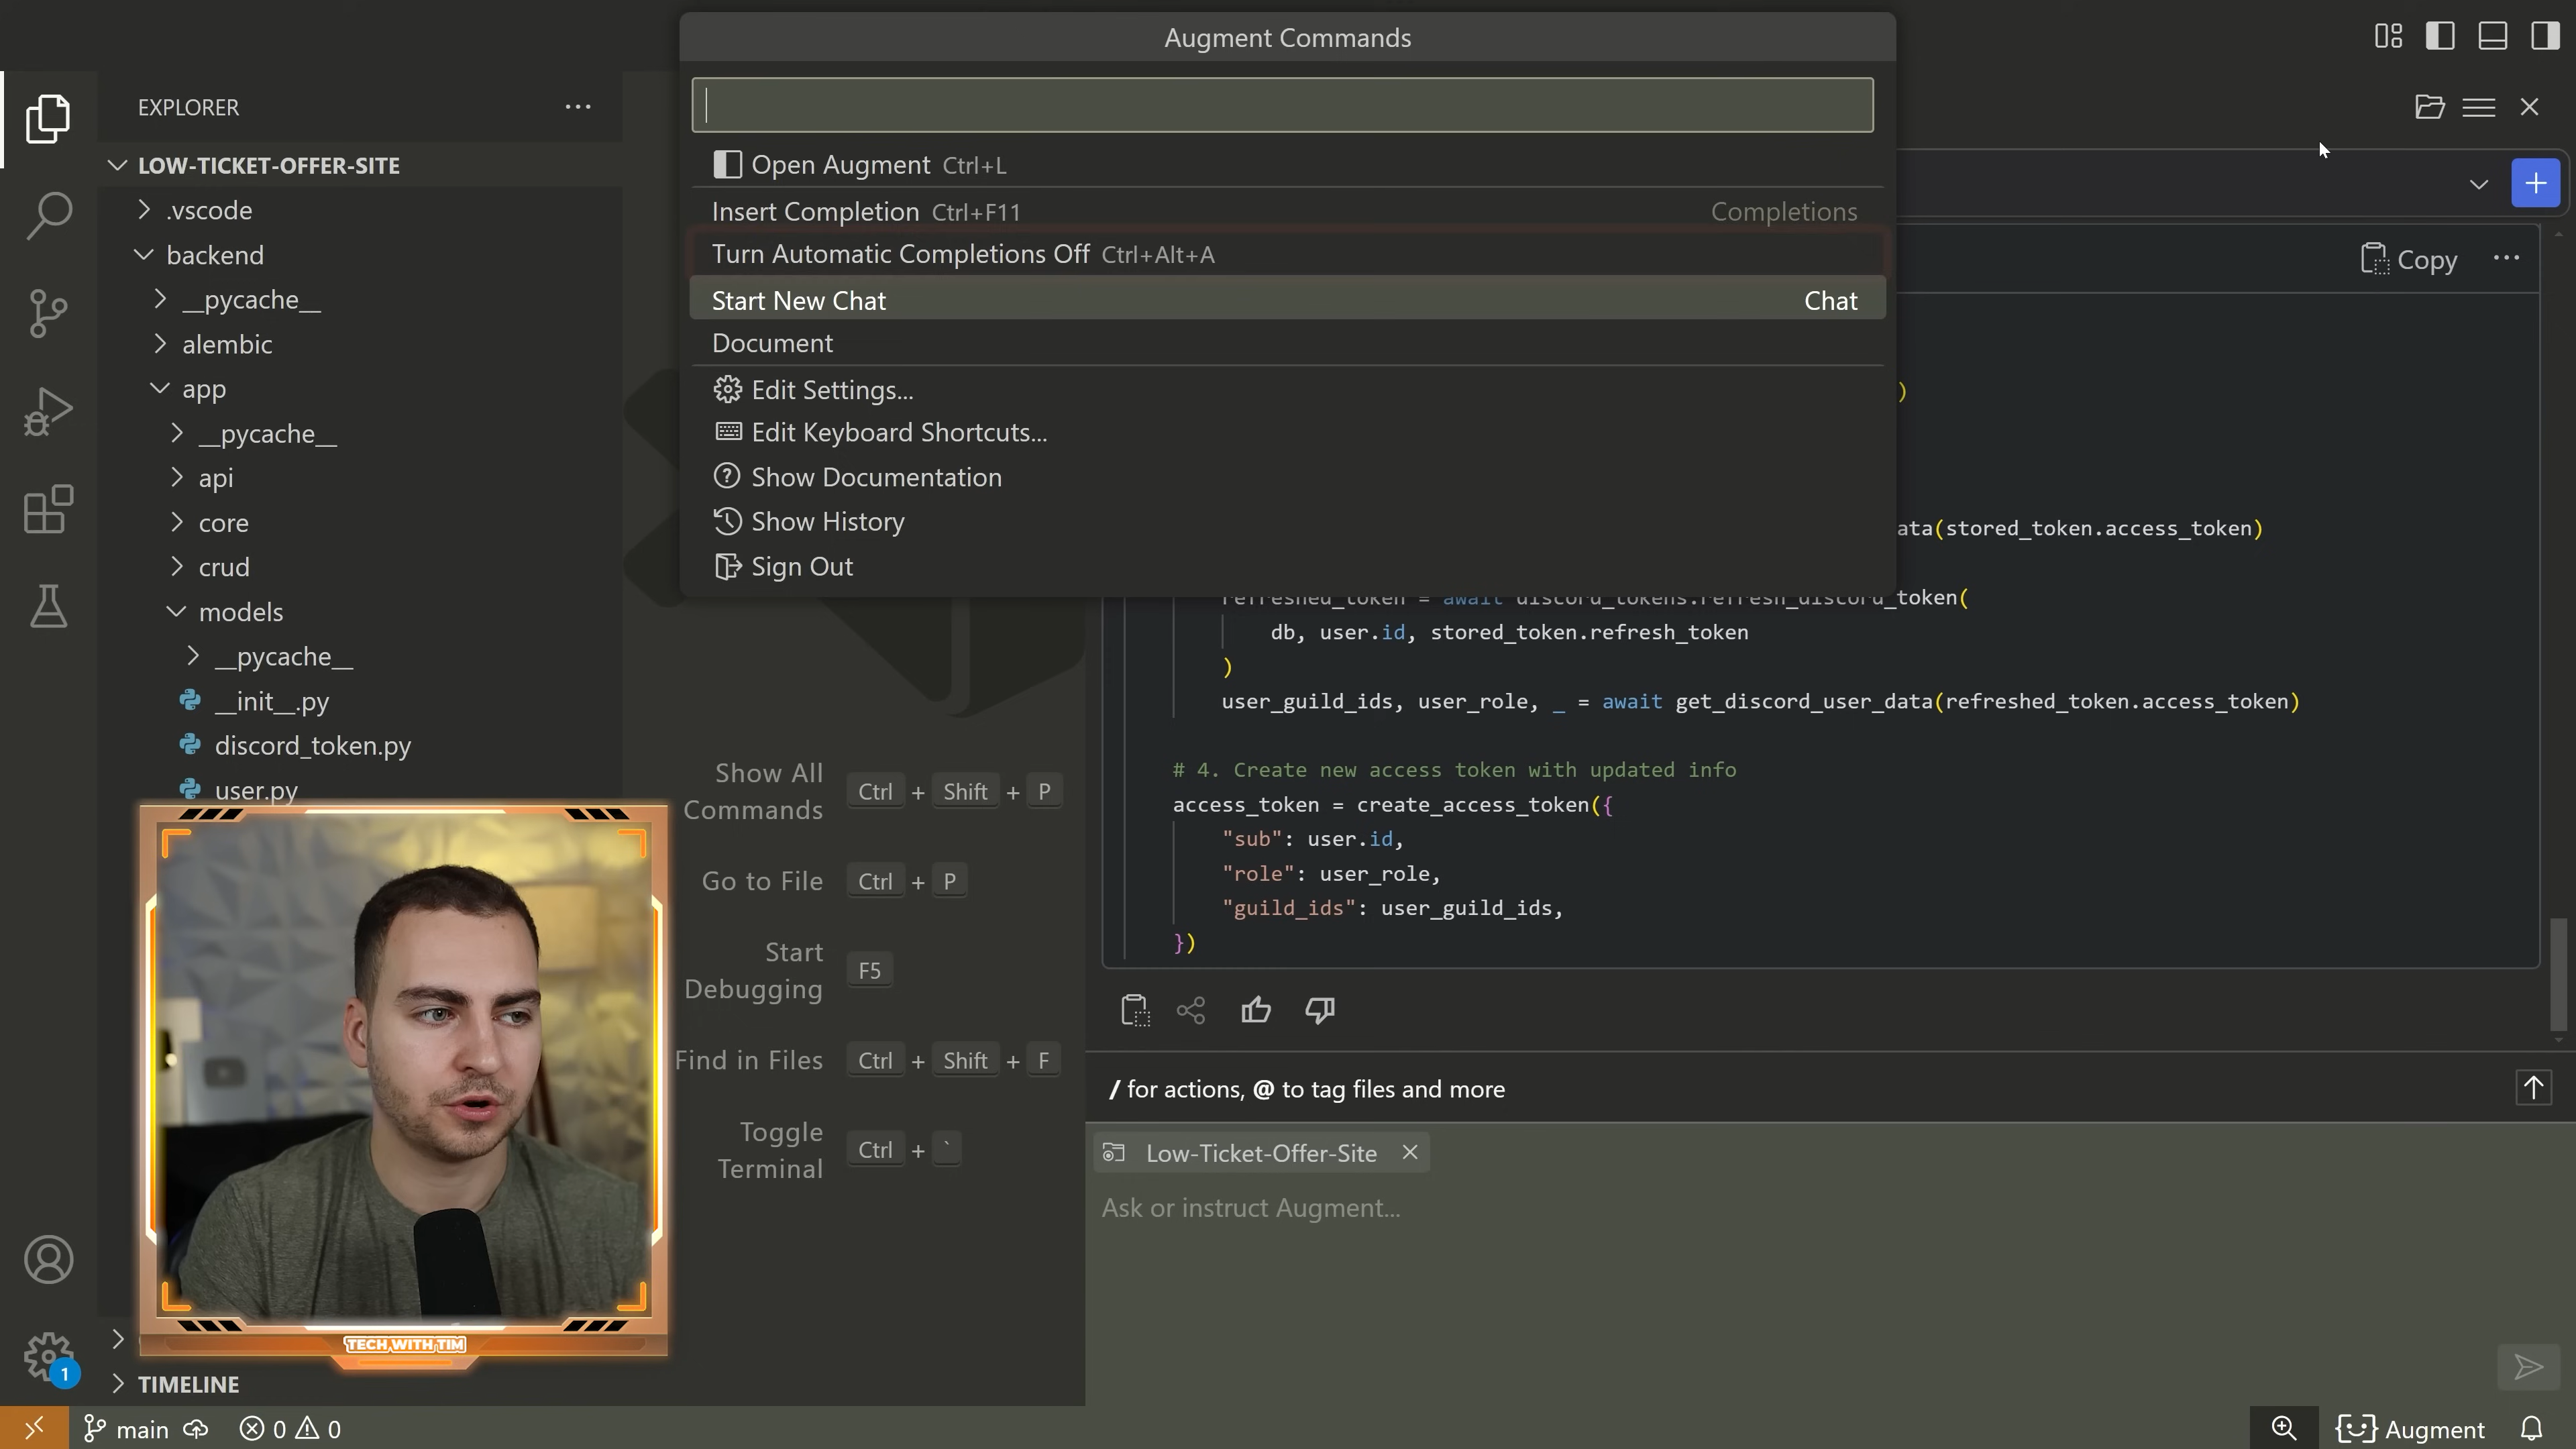 Augment Commands
EXPLORER
LOW-TICKET-OFFER-SITE
.vscode
backend
__pycache__
alembic
app
__pycache__
api
core
crud
models
__pycache__
__init__.py
discord_token.py
user.py
TIMELINE
Open Augment Ctrl+L
Insert Completion Ctrl+F11 Completions
Turn Automatic Completions Off Ctrl+Alt+A
Start New Chat Chat
Document
Edit Settings...
Edit Keyboard Shortcuts...
Show Documentation
Show History
Sign Out
Show All Commands Ctrl + Shift + P
Go to File Ctrl + P
Start Debugging F5
Find in Files Ctrl + Shift + F
Toggle Terminal Ctrl + `
Copy
)
ata(stored_token.access_token)
refreshed_token = await discord_tokens.refresh_discord_token(
db, user.id, stored_token.refresh_token
)
user_guild_ids, user_role, _ = await get_discord_user_data(refreshed_token.access_token)
# 4. Create new access token with updated info
access_token = create_access_token({
"sub": user.id,
"role": user_role,
"guild_ids": user_guild_ids,
})
/ for actions, @ to tag files and more
Low-Ticket-Offer-Site
Ask or instruct Augment...
TECH WITH TIM
1
main 0 0
Augment